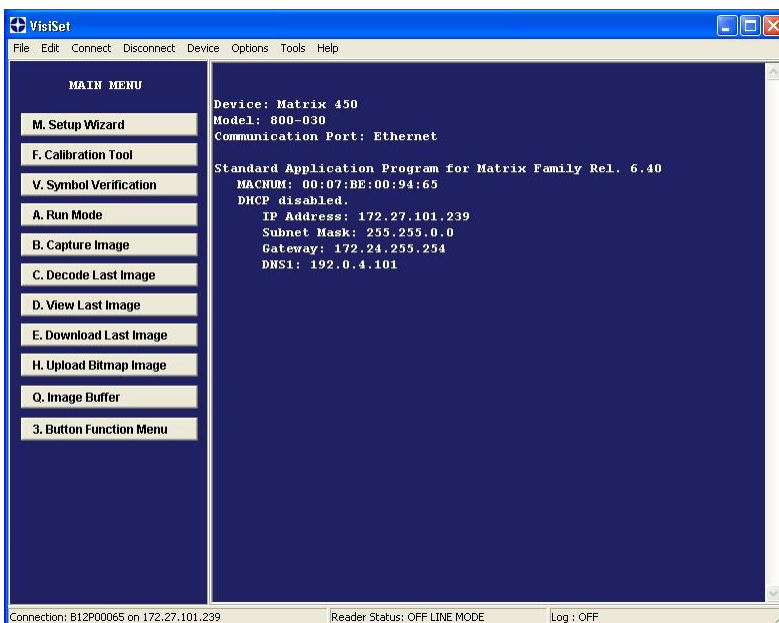 VisiSet
File Edit Connect Disconnect Device Options Tools Help
MAIN MENU
M. Setup Wizard
F. Calibration Tool
V. Symbol Verification
A. Run Mode
B. Capture Image
C. Decode Last Image
D. View Last Image
E. Download Last Image
H. Upload Bitmap Image
Q. Image Buffer
3. Button Function Menu
Device: Matrix 450
Model: 800-030
Communication Port: Ethernet
Standard Application Program for Matrix Family Rel. 6.40
MACNUM: 00:07:BE:00:94:65
DHCP disabled.
IP Address: 172.27.101.239
Subnet Mask: 255.255.0.0
Gateway: 172.24.255.254
DNS1: 192.0.4.101
Connection: B12P00065 on 172.27.101.239 Reader Status: OFF LINE MODE Log : OFF